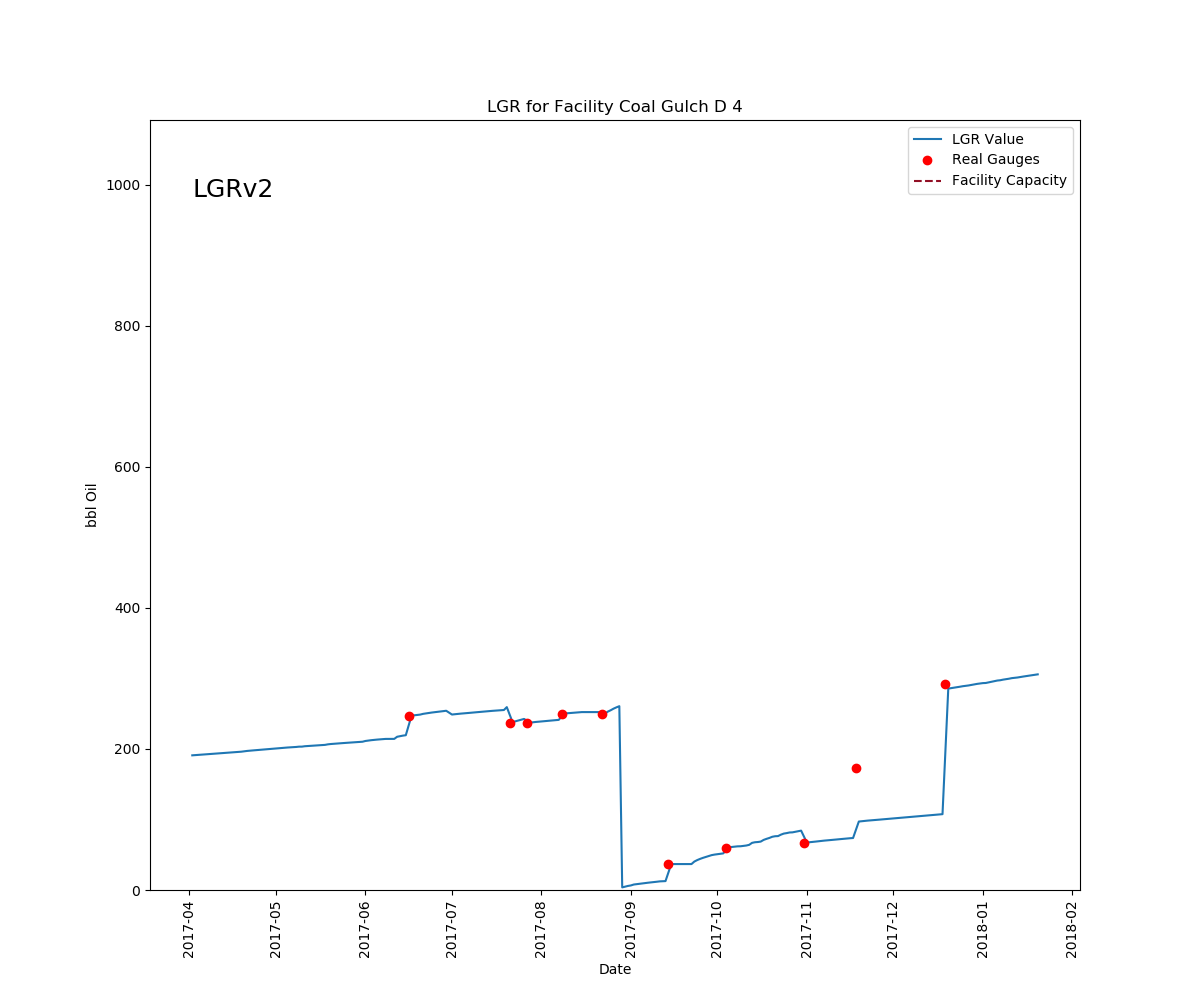 LGR for Facility Coal Gulch D 4
LGR Value
Real Gauges
Facility Capacity
LGRv2
1000
800
600
400
200
0
bbl Oil
2017-04
2017-05
2017-06
2017-07
2017-08
2017-09
2017-10
2017-11
2017-12
2018-01
2018-02
Date